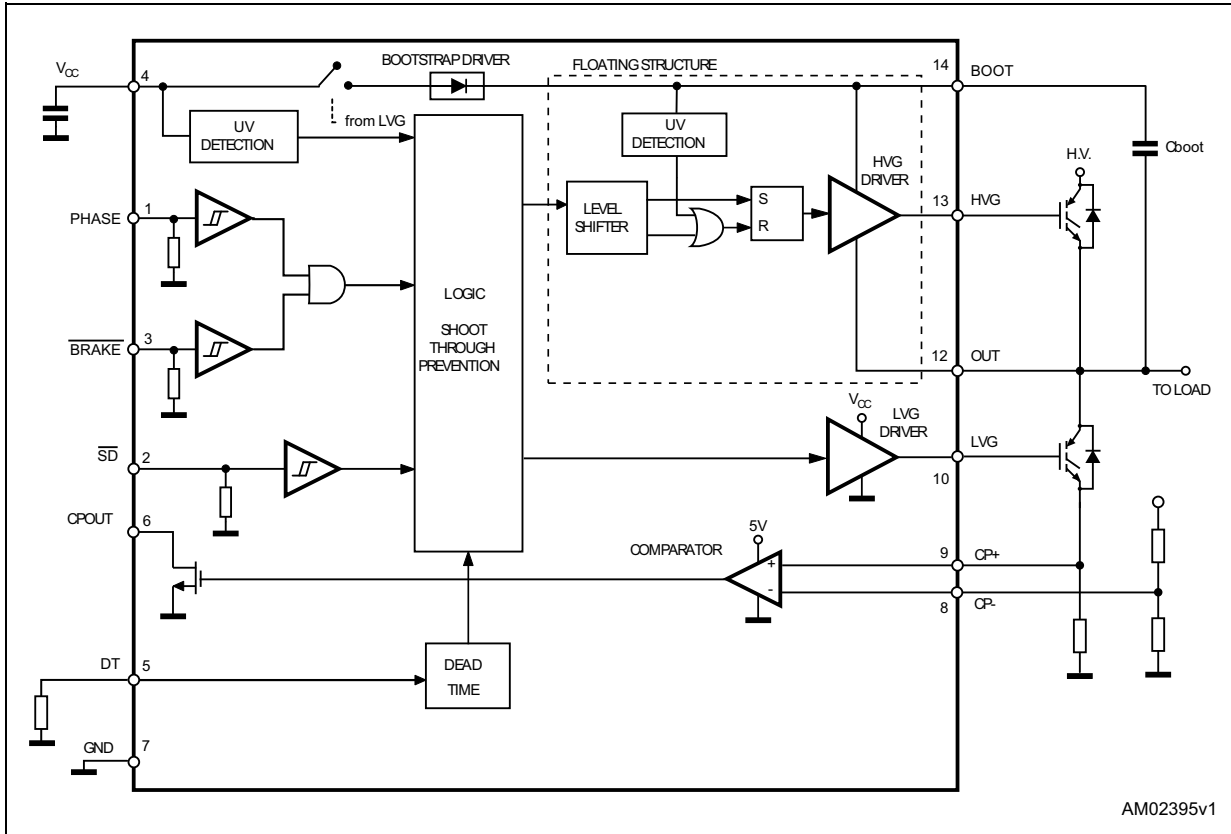 BOOTSTRAP DRIVER
FLOATING STRUCTURE
14
BOOT
VCC
4
from LVG
UV
DETECTION
UV
DETECTION
Cboot
H.V.
HVG
DRIVER
PHASE
1
LEVEL
SHIFTER
S
R
13
HVG
LOGIC
SHOOT
THROUGH
PREVENTION
BRAKE
3
12
OUT
TO LOAD
VCC
LVG
DRIVER
LVG
10
SD
2
CPOUT
6
5V
COMPARATOR
+
-
9
CP+
8
CP-
DT
5
DEAD
TIME
GND
7
AM02395v1